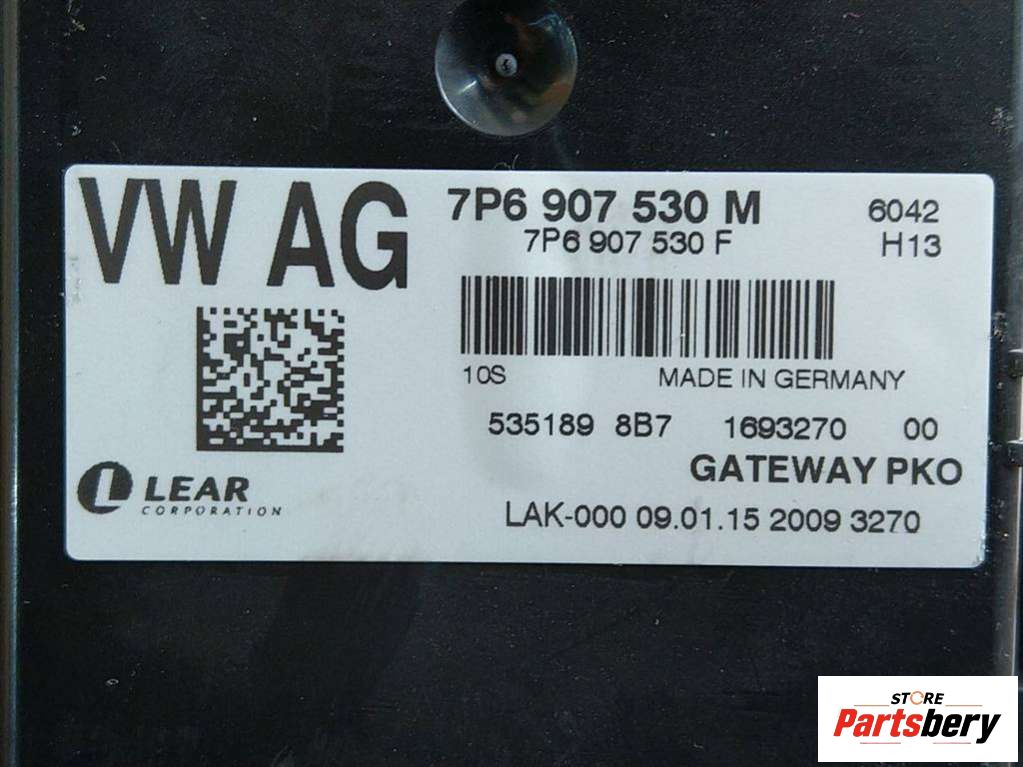 VW AG
7P6 907 530 M
7P6 907 530 F
6042
H13
10S MADE IN GERMANY
535189 8B7 1693270 00
GATEWAY PKO
LEAR
CORPORATION
LAK-000 09.01.15 2009 3270
STORE
Partsbery